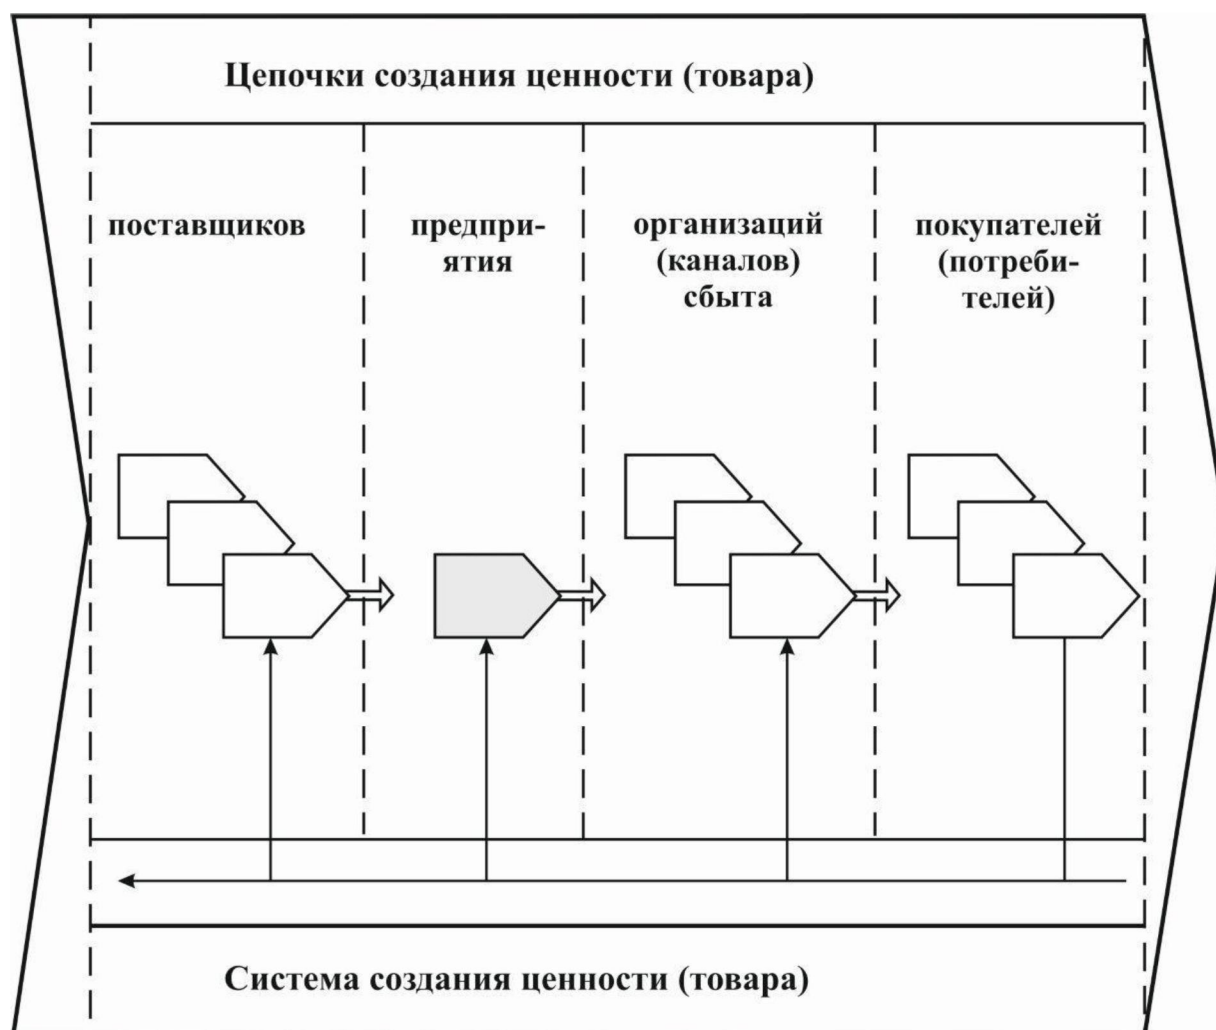 Цепочки создания ценности (товара)
поставщиков
предпри-
ятия
организаций
(каналов)
сбыта
покупателей
(потреби-
телей)
Система создания ценности (товара)